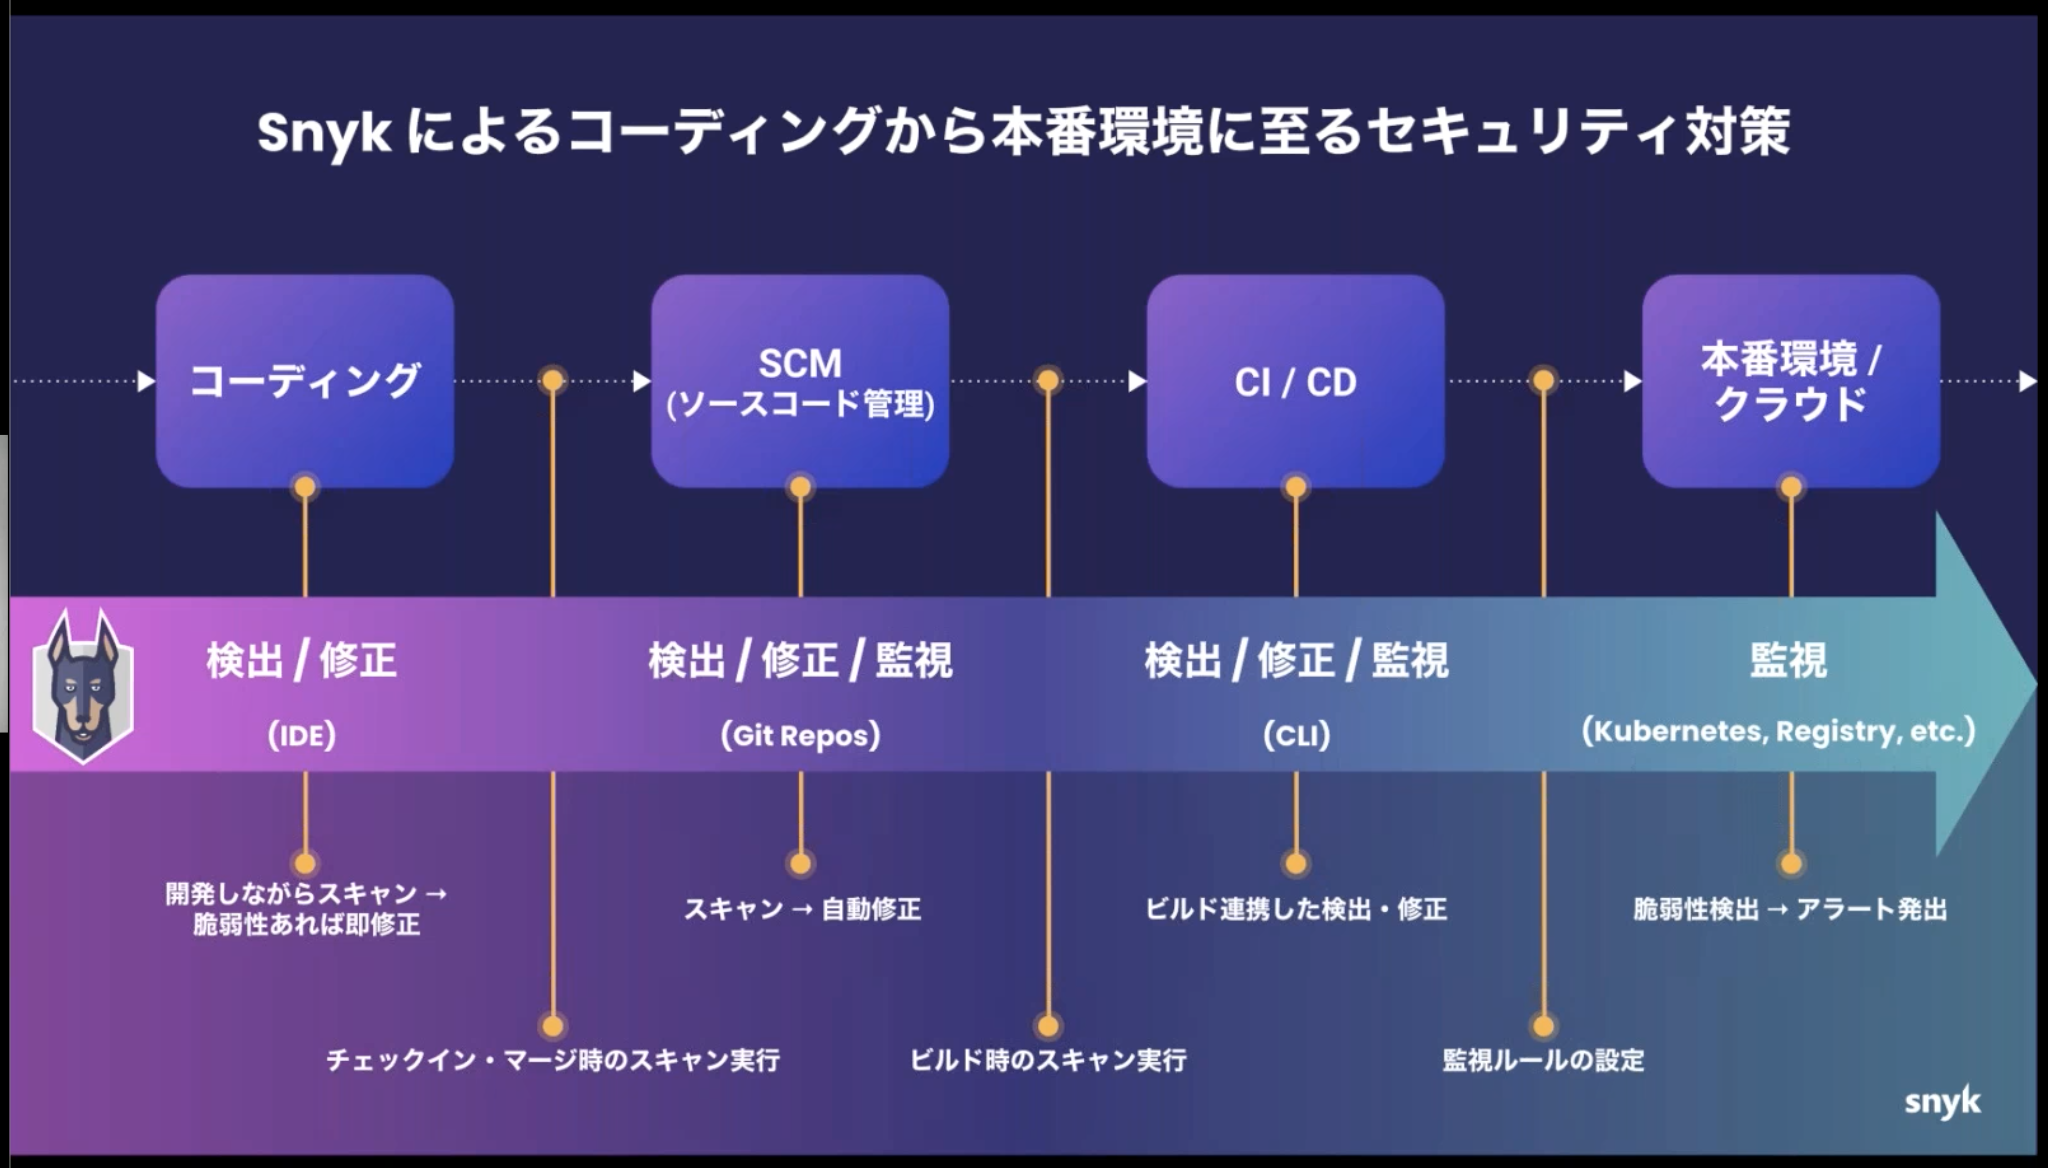 Snyk によるコーディングから本番環境に至るセキュリティ対策
コーディング
SCM
(ソースコード管理)
CI / CD
本番環境 /
クラウド
検出 / 修正
(IDE)
検出 / 修正 / 監視
(Git Repos)
検出 / 修正 / 監視
(CLI)
監視
(Kubernetes, Registry, etc.)
開発しながらスキャン →
脆弱性あれば即修正
スキャン → 自動修正
ビルド連携した検出・修正
脆弱性検出 → アラート発出
チェックイン・マージ時のスキャン実行
ビルド時のスキャン実行
監視ルールの設定
snyk